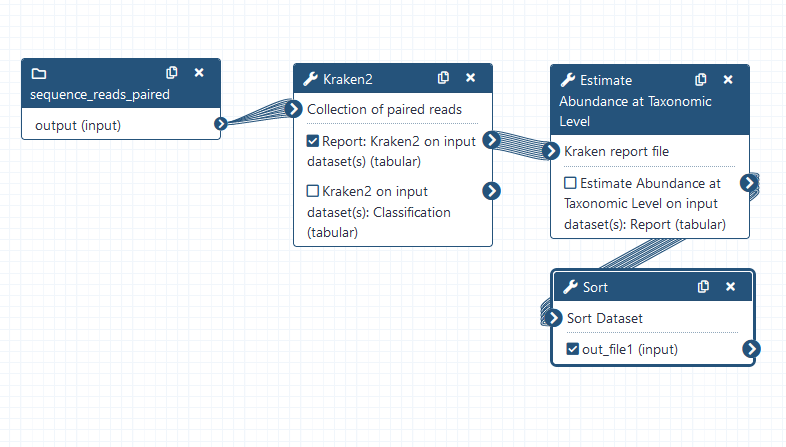 sequence_reads_paired
output (input)
Kraken2
Collection of paired reads
Report: Kraken2 on input
dataset(s) (tabular)
Kraken2 on input
dataset(s): Classification
(tabular)
Estimate
Abundance at Taxonomic
Level
Kraken report file
Estimate Abundance at
Taxonomic Level on input
dataset(s): Report (tabular)
Sort
Sort Dataset
out_file1 (input)